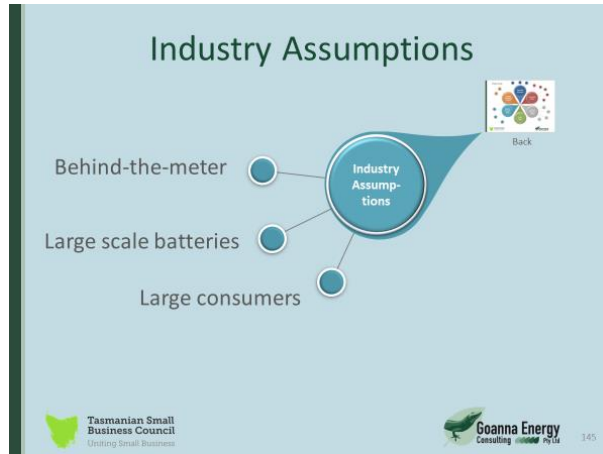 Industry Assumptions
Back
Behind-the-meter
Industry
Assump-
tions
Large scale batteries
Large consumers
Tasmanian Small
Business Council
Uniting Small Business
Goanna Energy
Consulting Pty Ltd
145